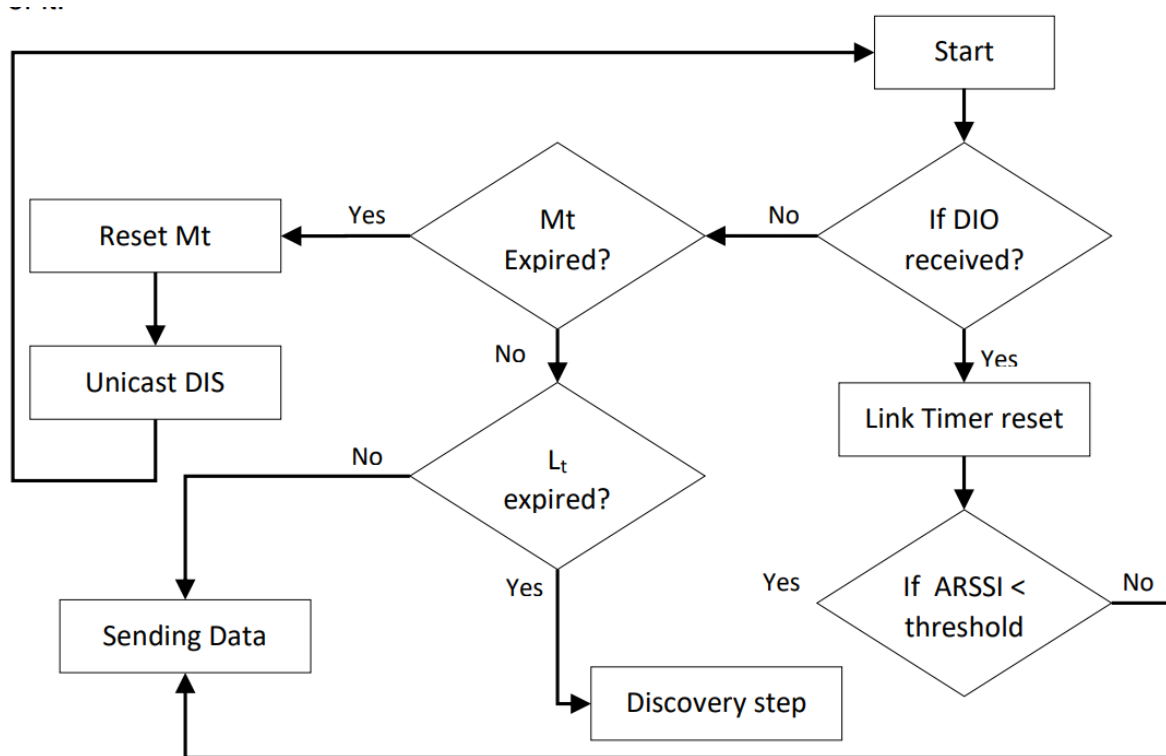 Start
If DIO
received?
No
Mt
Expired?
Yes
Reset Mt
Unicast DIS
No
Yes
Link Timer reset
Lt
expired?
No
Yes
If ARSSI <
threshold
Yes
No
Sending Data
Discovery step